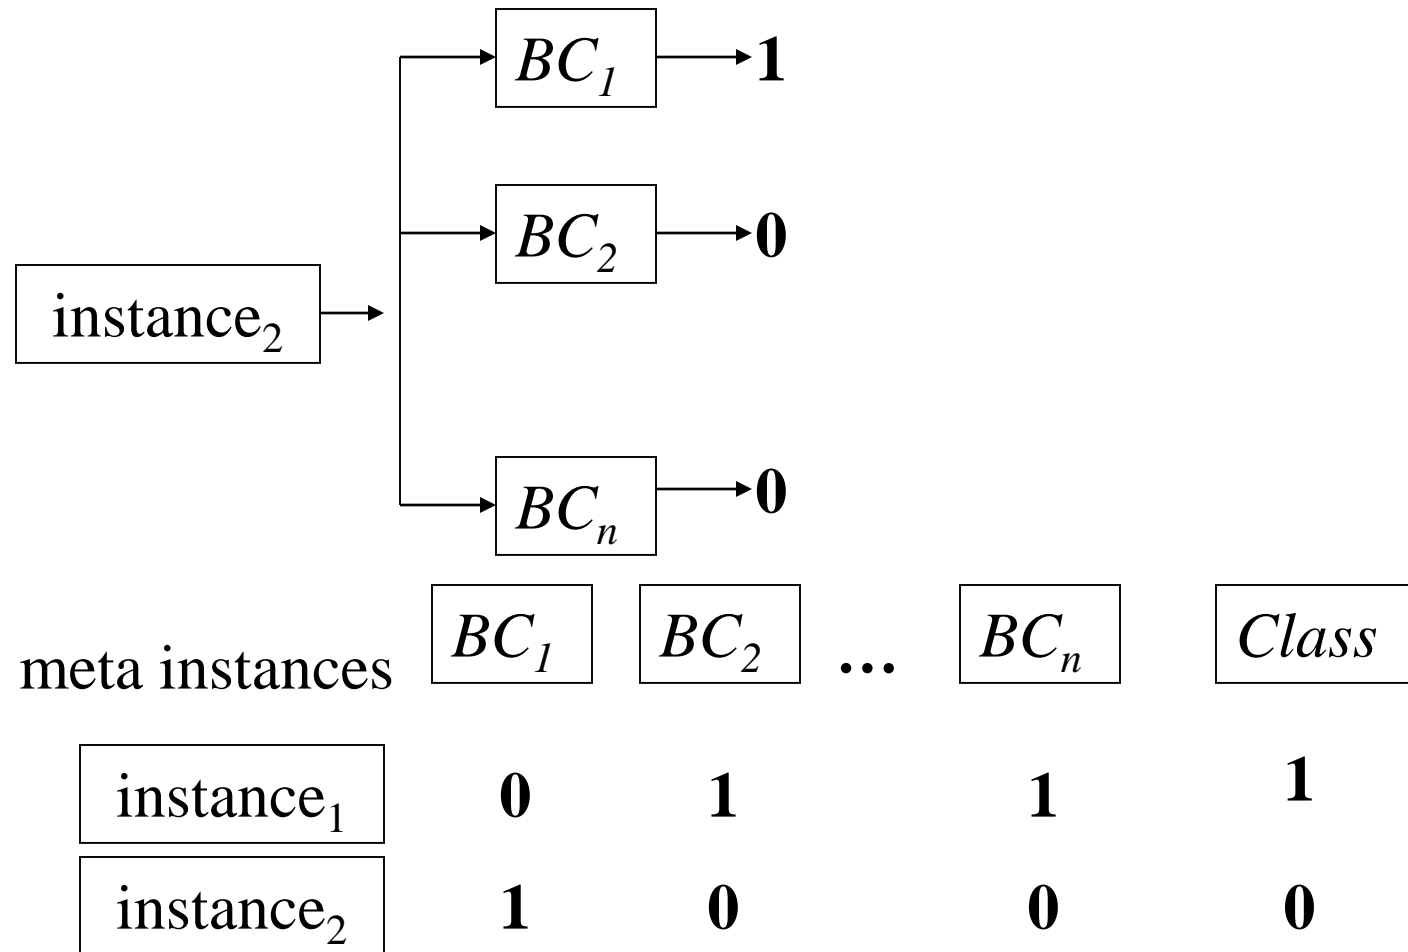 BC₁ 1
BC₂ 0
instance₂
BCₙ 0
BC₁ BC₂ ... BCₙ Class
meta instances
instance₁ 0 1 1 1
instance₂ 1 0 0 0